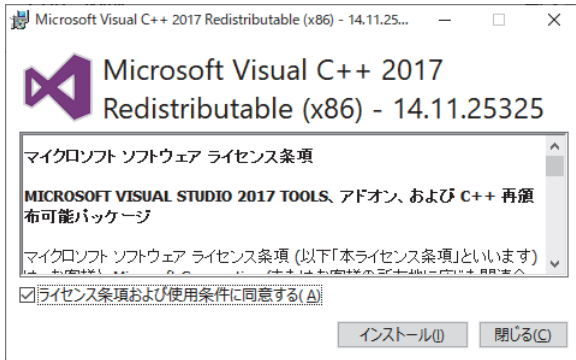 Microsoft Visual C++ 2017 Redistributable (x86) - 14.11.25...
Microsoft Visual C++ 2017
Redistributable (x86) - 14.11.25325
マイクロソフト ソフトウェア ライセンス条項
MICROSOFT VISUAL STUDIO 2017 TOOLS、アドオン、および C++ 再頒
布可能パッケージ
マイクロソフト ソフトウェア ライセンス条項 (以下「本ライセンス条項」といいます)
ライセンス条項および使用条件に同意する(A)
インストール(I) 閉じる(C)